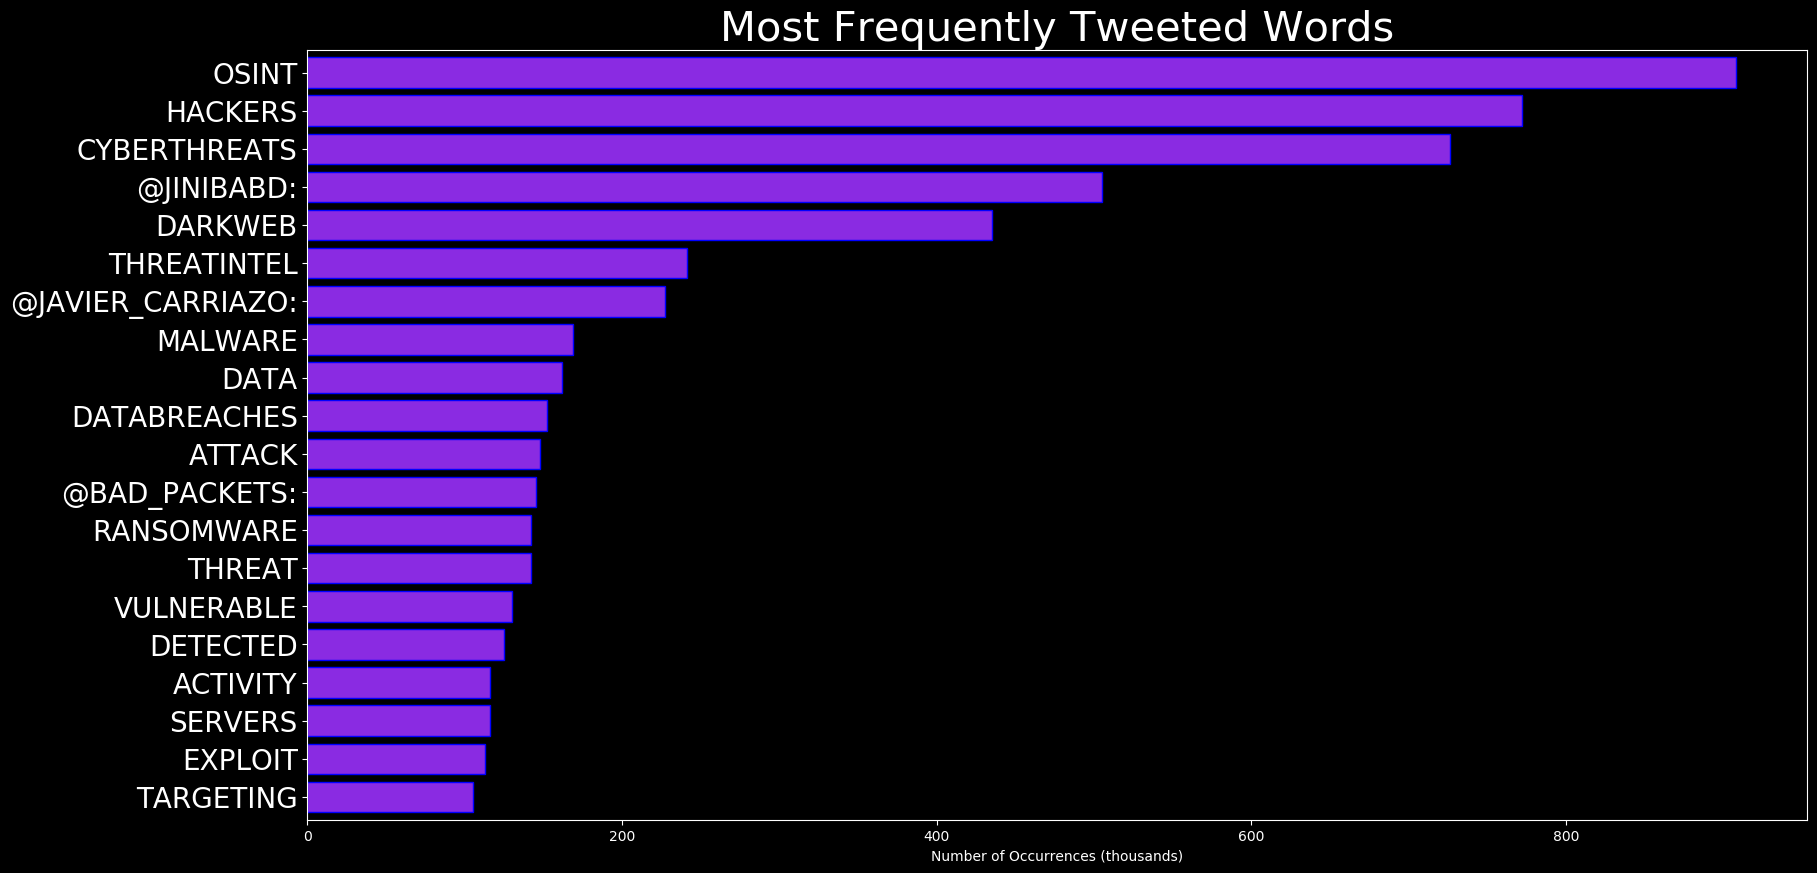 Most Frequently Tweeted Words
OSINT
HACKERS
CYBERTHREATS
@JINIBABD:
DARKWEB
THREATINTEL
@JAVIER_CARRIAZO:
MALWARE
DATA
DATABREACHES
ATTACK
@BAD_PACKETS:
RANSOMWARE
THREAT
VULNERABLE
DETECTED
ACTIVITY
SERVERS
EXPLOIT
TARGETING
0 200 400 600 800
Number of Occurrences (thousands)